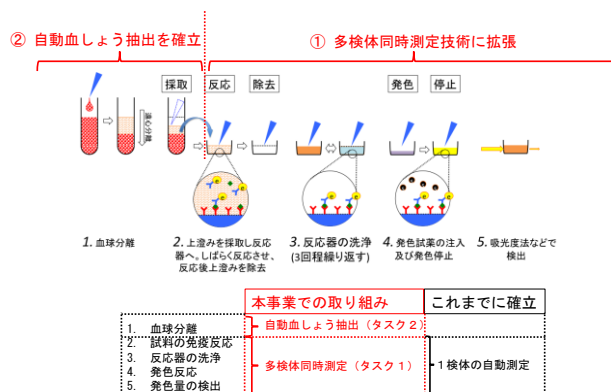 ② 自動血しょう抽出を確立
① 多検体同時測定技術に拡張
採取
反応
除去
発色
停止
遠心分離
e
e
e
e
e
e
1. 血球分離
2. 上澄みを採取し反応
器へ。しばらく反応させ、
反応後上澄みを除去
3. 反応器の洗浄
(3回程繰り返す)
4. 発色試薬の注入
及び発色停止
5. 吸光度法などで
検出
本事業での取り組み
これまでに確立
1. 血球分離
自動血しょう抽出（タスク２）
2. 試料の免疫反応
3. 反応器の洗浄
4. 発色反応
5. 発色量の検出
多検体同時測定（タスク１）
１検体の自動測定